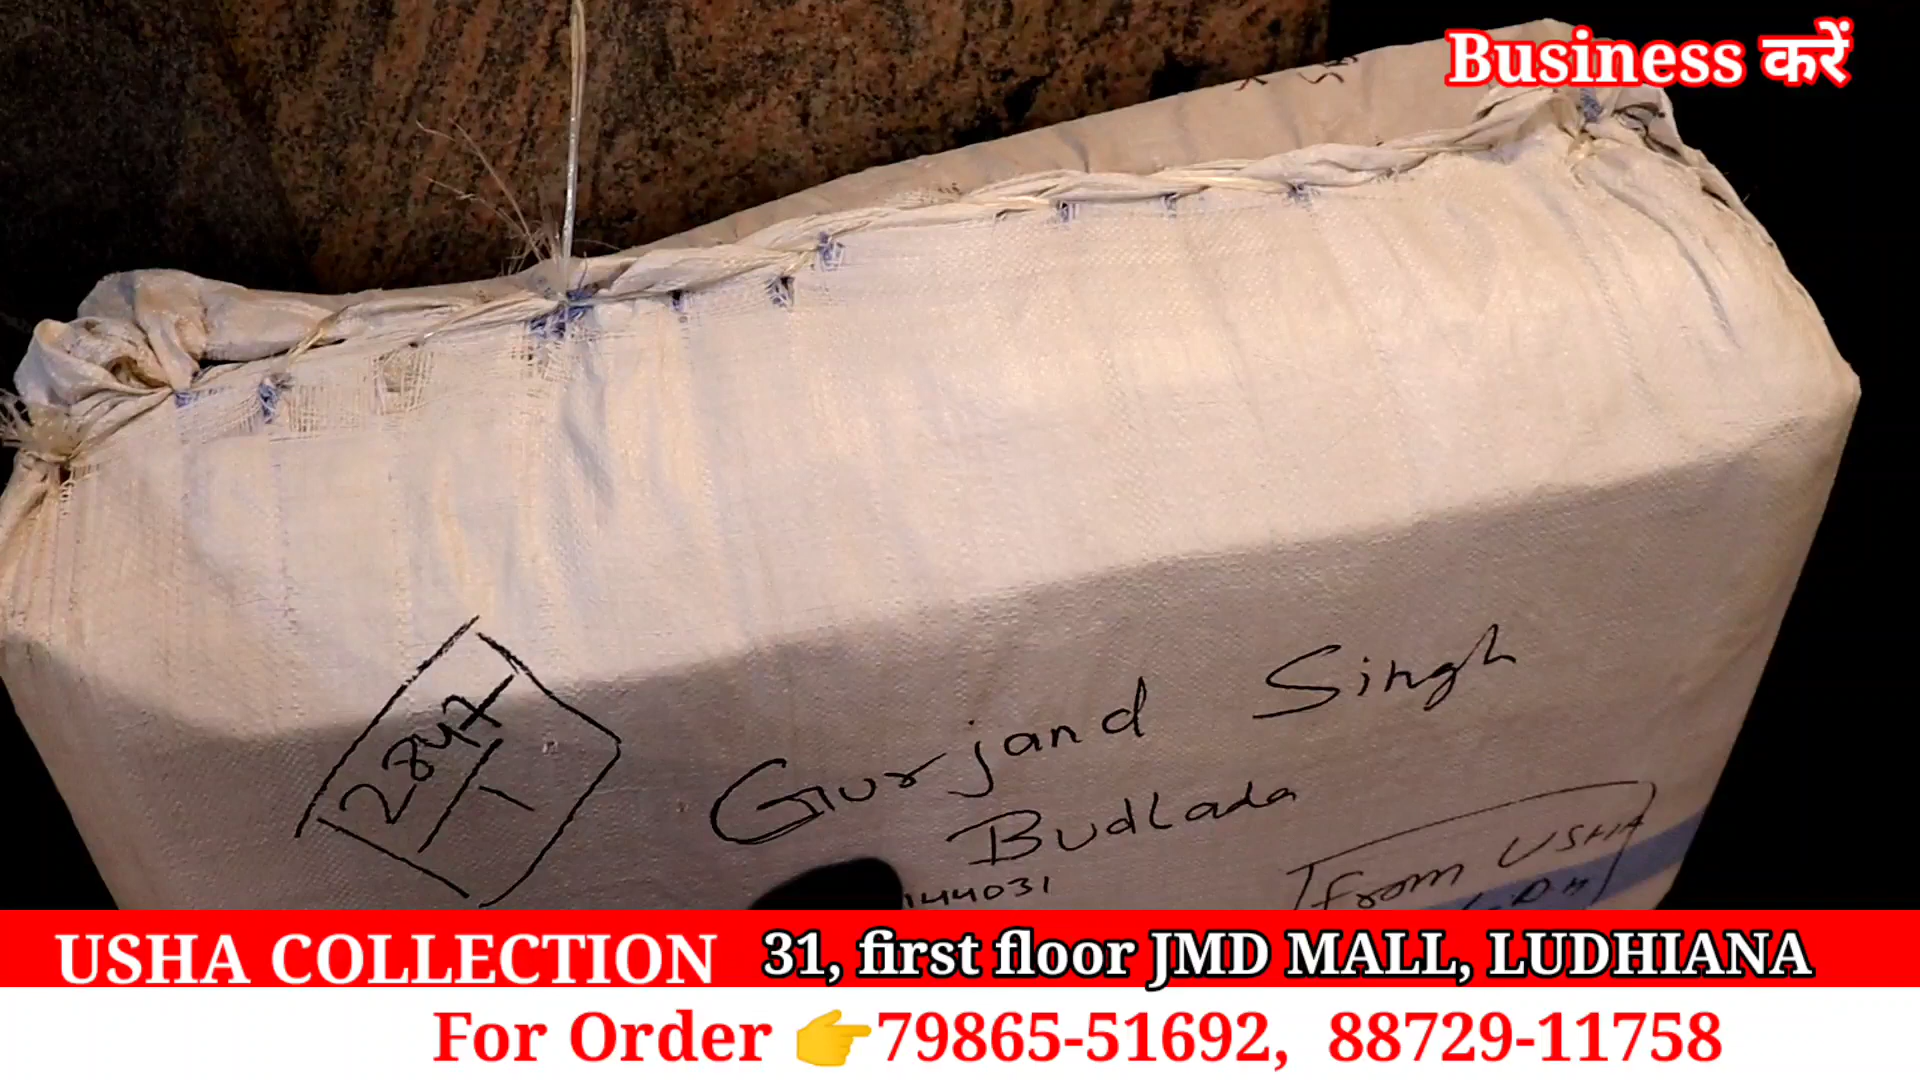 Business करें
2847
1
Gurjand Singh
Budlada
144031
From USHA
USHA COLLECTION 31, first floor JMD MALL, LUDHIANA
For Order 👉79865-51692, 88729-11758